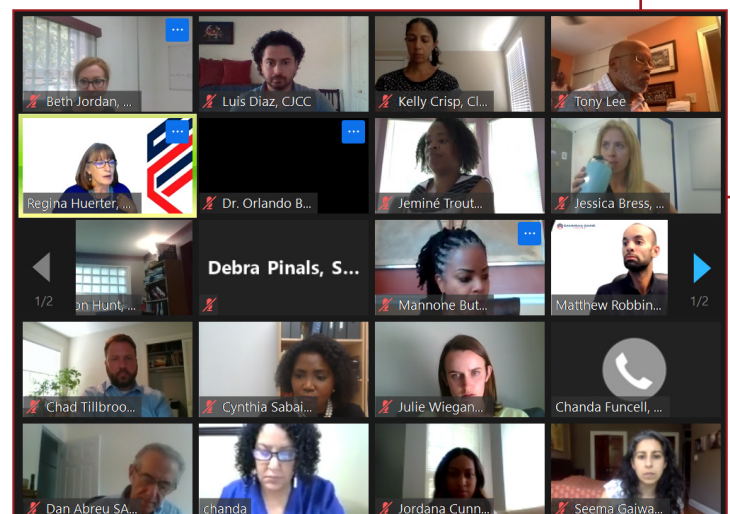 Beth Jordan, ...
Luis Diaz, CJCC
Kelly Crisp, Cl...
Tony Lee
Regina Huerter, ...
Dr. Orlando B...
Jeminé Trout...
Jessica Bress, ...
on Hunt, ...
Debra Pinals, S...
Mannone But...
Matthew Robbin...
1/2
1/2
Chad Tillbroo...
Cynthia Sabai...
Julie Wiegan...
Chanda Funcell, ...
Dan Abreu SA...
chanda
Jordana Cunn...
Seema Gajwa...